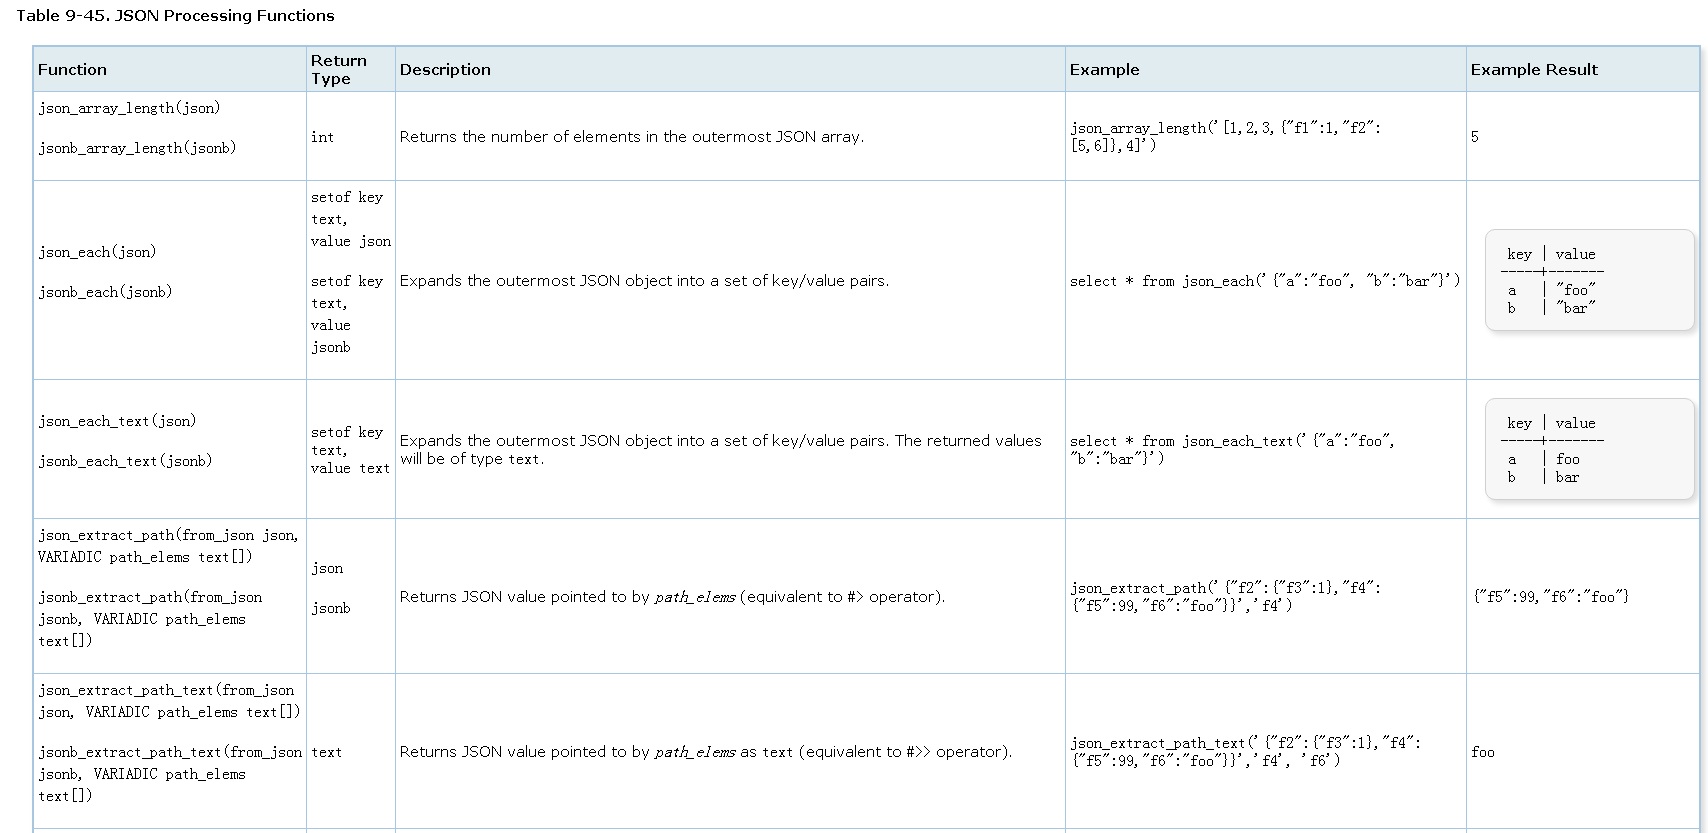 Table 9-45. JSON Processing Functions
Function
Return
Type
Description
Example
Example Result
json_array_length(json)
jsonb_array_length(jsonb)
int
Returns the number of elements in the outermost JSON array.
json_array_length('[1,2,3,{"f1":1,"f2":
[5,6]},4]')
5
json_each(json)
jsonb_each(jsonb)
setof key
text,
value json
setof key
text,
value
jsonb
Expands the outermost JSON object into a set of key/value pairs.
select * from json_each('{"a":"foo", "b":"bar"}')
key | value
-----+-------
a | "foo"
b | "bar"
json_each_text(json)
jsonb_each_text(jsonb)
setof key
text,
value text
Expands the outermost JSON object into a set of key/value pairs. The returned values
will be of type text.
select * from json_each_text('{"a":"foo",
"b":"bar"}')
key | value
-----+-------
a | foo
b | bar
json_extract_path(from_json json,
VARIADIC path_elems text[])
jsonb_extract_path(from_json
jsonb, VARIADIC path_elems
text[])
json
jsonb
Returns JSON value pointed to by path_elems (equivalent to #> operator).
json_extract_path('{"f2":{"f3":1},"f4":
{"f5":99,"f6":"foo"}}','f4')
{"f5":99,"f6":"foo"}
json_extract_path_text(from_json
json, VARIADIC path_elems text[])
jsonb_extract_path_text(from_json
jsonb, VARIADIC path_elems
text[])
text
Returns JSON value pointed to by path_elems as text (equivalent to #>> operator).
json_extract_path_text('{"f2":{"f3":1},"f4":
{"f5":99,"f6":"foo"}}','f4', 'f6')
foo